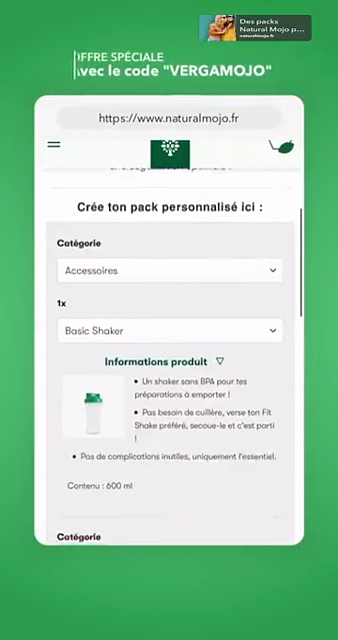 Des packs
Natural Mojo p...
naturalmojo.fr
OFFRE SPÉCIALE
avec le code "VERGAMOJO"
https://www.naturalmojo.fr
Crée ton pack personnalisé ici :
Catégorie
Accessoires
1x
Basic Shaker
Informations produit
• Un shaker sans BPA pour tes
préparations à emporter !
• Pas besoin de cuillère, verse ton Fit
Shake préféré, secoue-le et c'est parti
!
• Pas de complications inutiles, uniquement l'essentiel.
Contenu : 600 ml
Catégorie